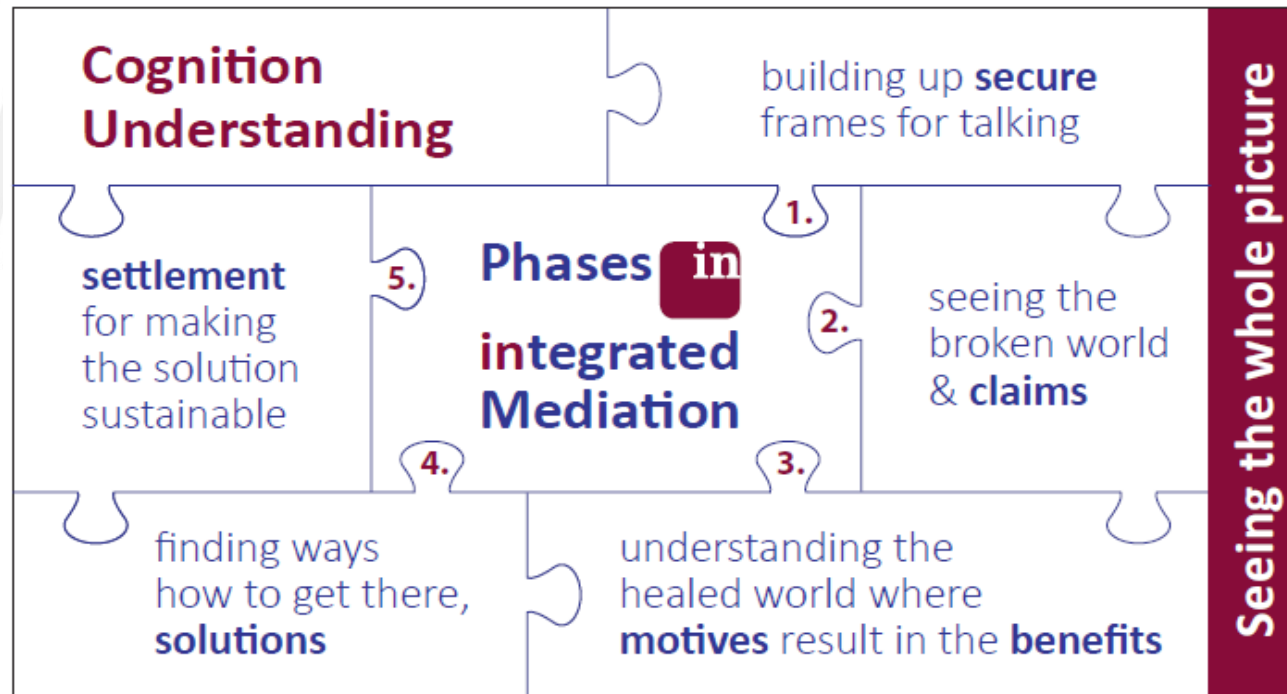 Cognition
Understanding
building up secure
frames for talking
1.
Phases in
integrated
Mediation
2.
seeing the
broken world
& claims
3.
understanding the
healed world where
motives result in the benefits
4.
finding ways
how to get there,
solutions
5.
settlement
for making
the solution
sustainable
Seeing the whole picture